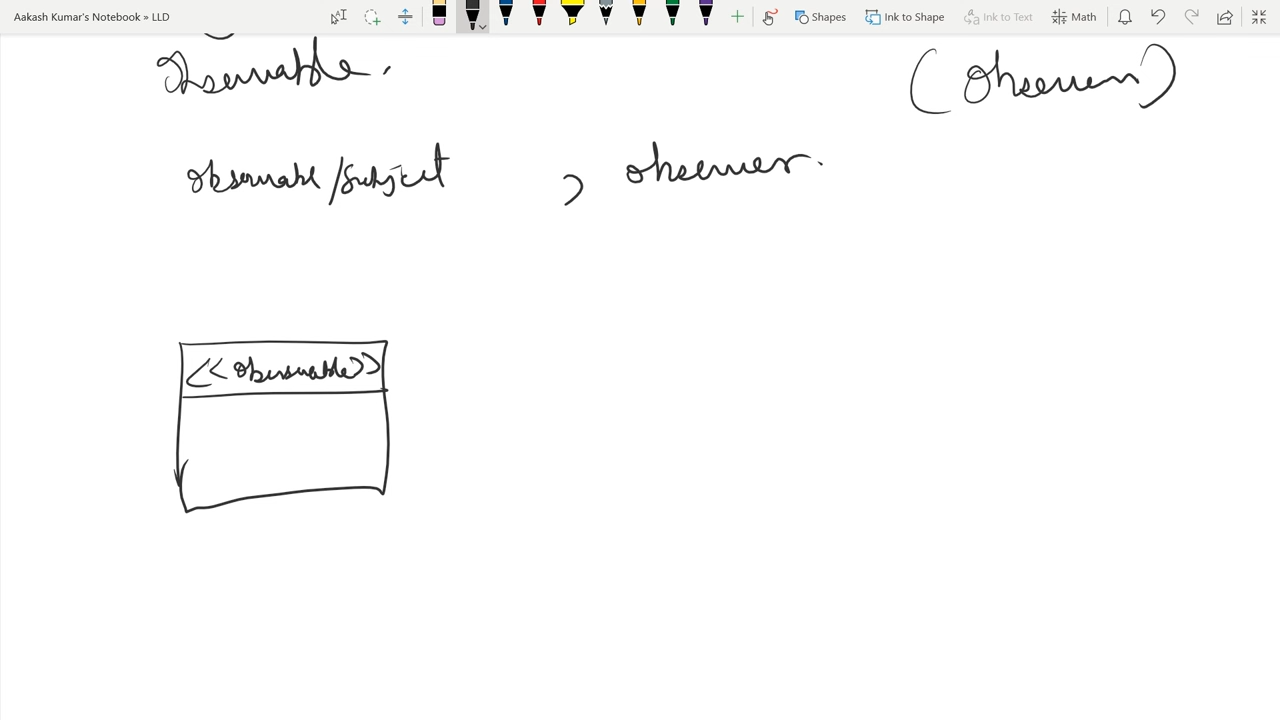 Aakash Kumar's Notebook » LLD
Shapes Ink to Shape Ink to Text Math
Observable. (Observer)
Observable/Subject , Observer.
<<Observable>>